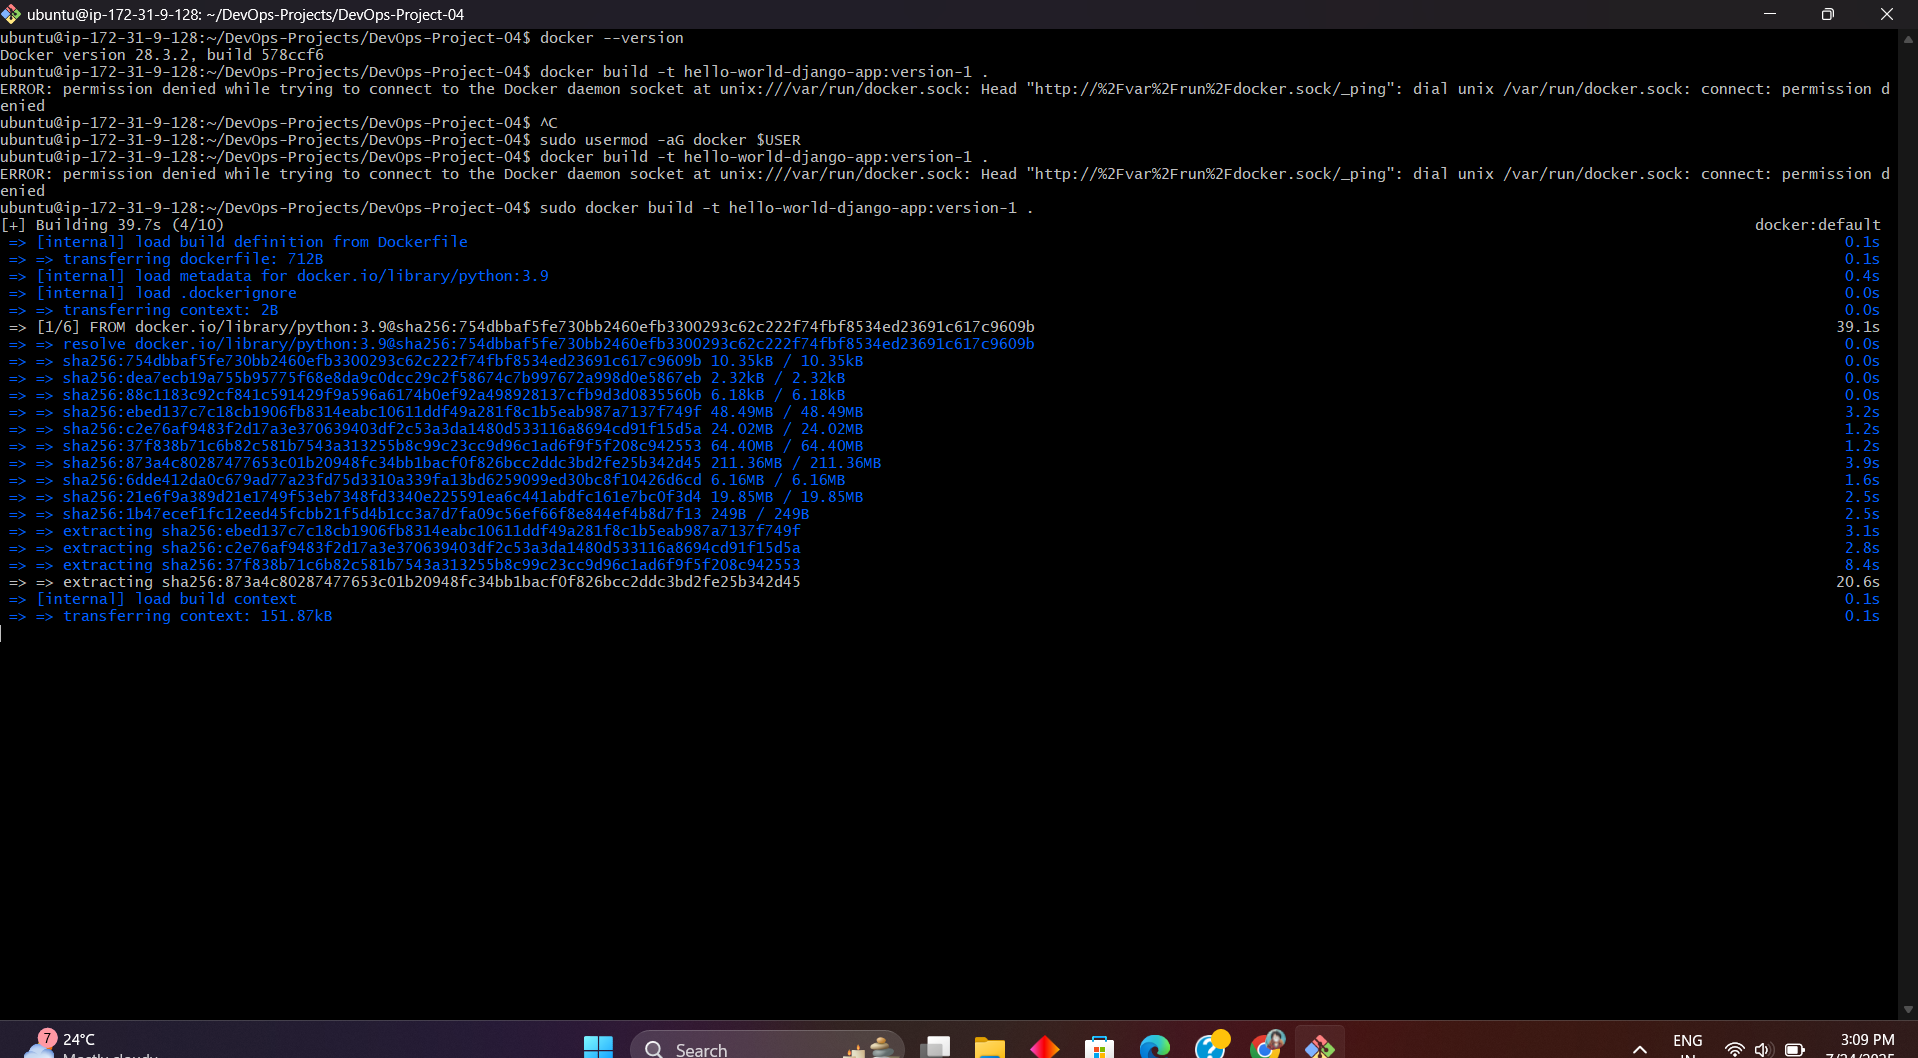 ubuntu@ip-172-31-9-128: ~/DevOps-Projects/DevOps-Project-04
ubuntu@ip-172-31-9-128:~/DevOps-Projects/DevOps-Project-04$ docker --version
Docker version 28.3.2, build 578ccf6
ubuntu@ip-172-31-9-128:~/DevOps-Projects/DevOps-Project-04$ docker build -t hello-world-django-app:version-1 .
ERROR: permission denied while trying to connect to the Docker daemon socket at unix:///var/run/docker.sock: Head "http://%2Fvar%2Frun%2Fdocker.sock/_ping": dial unix /var/run/docker.sock: connect: permission d
enied
ubuntu@ip-172-31-9-128:~/DevOps-Projects/DevOps-Project-04$ ^C
ubuntu@ip-172-31-9-128:~/DevOps-Projects/DevOps-Project-04$ sudo usermod -aG docker $USER
ubuntu@ip-172-31-9-128:~/DevOps-Projects/DevOps-Project-04$ docker build -t hello-world-django-app:version-1 .
ERROR: permission denied while trying to connect to the Docker daemon socket at unix:///var/run/docker.sock: Head "http://%2Fvar%2Frun%2Fdocker.sock/_ping": dial unix /var/run/docker.sock: connect: permission d
enied
ubuntu@ip-172-31-9-128:~/DevOps-Projects/DevOps-Project-04$ sudo docker build -t hello-world-django-app:version-1 .
[+] Building 39.7s (4/10) docker:default
=> [internal] load build definition from Dockerfile 0.1s
=> => transferring dockerfile: 712B 0.1s
=> [internal] load metadata for docker.io/library/python:3.9 0.4s
=> [internal] load .dockerignore 0.0s
=> => transferring context: 2B 0.0s
=> [1/6] FROM docker.io/library/python:3.9@sha256:754dbbaf5fe730bb2460efb3300293c62c222f74fbf8534ed23691c617c9609b 39.1s
=> => resolve docker.io/library/python:3.9@sha256:754dbbaf5fe730bb2460efb3300293c62c222f74fbf8534ed23691c617c9609b 0.0s
=> => sha256:754dbbaf5fe730bb2460efb3300293c62c222f74fbf8534ed23691c617c9609b 10.35kB / 10.35kB 0.0s
=> => sha256:dea7ecb19a755b95775f68e8da9c0dcc29c2f58674c7b997672a998d0e5867eb 2.32kB / 2.32kB 0.0s
=> => sha256:88c1183c92cf841c591429f9a596a6174b0ef92a498928137cfb9d3d0835560b 6.18kB / 6.18kB 0.0s
=> => sha256:ebed137c7c18cb1906fb8314eabc10611ddf49a281f8c1b5eab987a7137f749f 48.49MB / 48.49MB 3.2s
=> => sha256:c2e76af9483f2d17a3e370639403df2c53a3da1480d533116a8694cd91f15d5a 24.02MB / 24.02MB 1.2s
=> => sha256:37f838b71c6b82c581b7543a313255b8c99c23cc9d96c1ad6f9f5f208c942553 64.40MB / 64.40MB 1.2s
=> => sha256:873a4c80287477653c01b20948fc34bb1bacf0f826bcc2ddc3bd2fe25b342d45 211.36MB / 211.36MB 3.9s
=> => sha256:6dde412da0c679ad77a23fd75d3310a339fa13bd6259099ed30bc8f10426d6cd 6.16MB / 6.16MB 1.6s
=> => sha256:21e6f9a389d21e1749f53eb7348fd3340e225591ea6c441abdfc161e7bc0f3d4 19.85MB / 19.85MB 2.5s
=> => sha256:1b47ecef1fc12eed45fcbb21f5d4b1cc3a7d7fa09c56ef66f8e844ef4b8d7f13 249B / 249B 2.5s
=> => extracting sha256:ebed137c7c18cb1906fb8314eabc10611ddf49a281f8c1b5eab987a7137f749f 3.1s
=> => extracting sha256:c2e76af9483f2d17a3e370639403df2c53a3da1480d533116a8694cd91f15d5a 2.8s
=> => extracting sha256:37f838b71c6b82c581b7543a313255b8c99c23cc9d96c1ad6f9f5f208c942553 8.4s
=> => extracting sha256:873a4c80287477653c01b20948fc34bb1bacf0f826bcc2ddc3bd2fe25b342d45 20.6s
=> [internal] load build context 0.1s
=> => transferring context: 151.87kB 0.1s
7
24°C
Mostly cloudy
Search
ENG
IN
3:09 PM